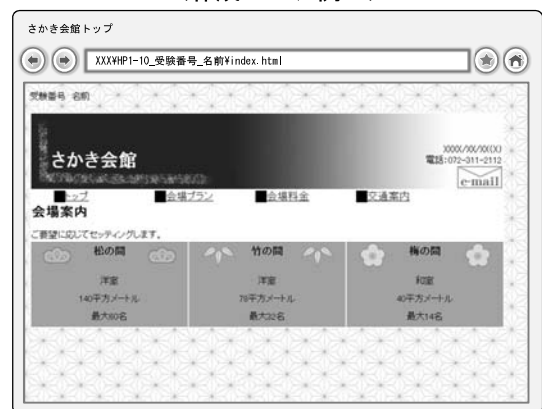 さかき会館トップ
XXX¥HP1-10_受験番号_名前¥index.html
受験番号 名前
さかき会館
XXXX/XX/XX(X)
電話:072-311-2112
e-mail
■トップ ■会場プラン ■会場料金 ■交通案内
会場案内
ご要望に応じてセッティングします。
松の間 竹の間 梅の間
洋室 洋室 和室
140平方メートル 78平方メートル 40平方メートル
最大80名 最大32名 最大14名